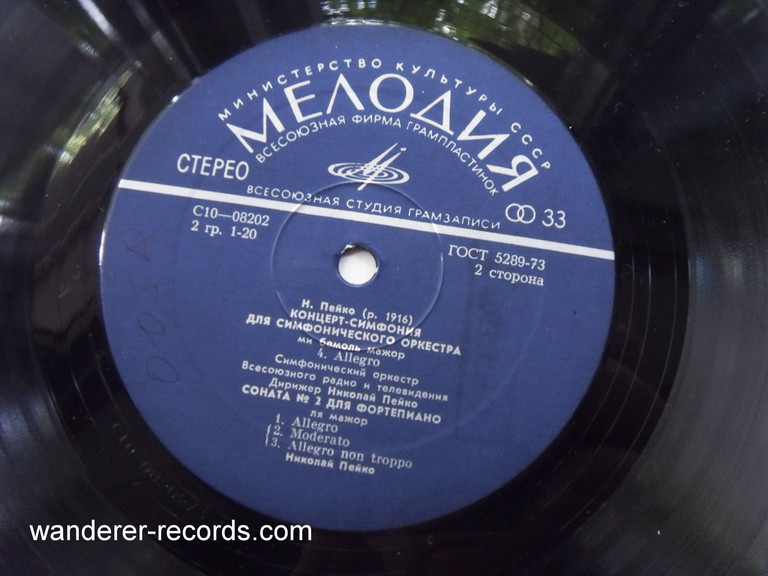 МИНИСТЕРСТВО КУЛЬТУРЫ СССР
МЕЛОДИЯ
ВСЕСОЮЗНАЯ ФИРМА ГРАМПЛАСТИНОК
СТЕРЕО
ВСЕСОЮЗНАЯ СТУДИЯ ГРАМЗАПИСИ
33
С10—08202
2 гр. 1-20
ГОСТ 5289-73
2 сторона
Н. Пейко (р. 1916)
КОНЦЕРТ-СИМФОНИЯ
ДЛЯ СИМФОНИЧЕСКОГО ОРКЕСТРА
ми бемоль мажор
4. Allegro
Симфонический оркестр
Всесоюзного радио и телевидения
Дирижер Николай Пейко
СОНАТА № 2 ДЛЯ ФОРТЕПИАНО
ля мажор
1. Allegro
2. Moderato
3. Allegro non troppo
Николай Пейко
wanderer-records.com